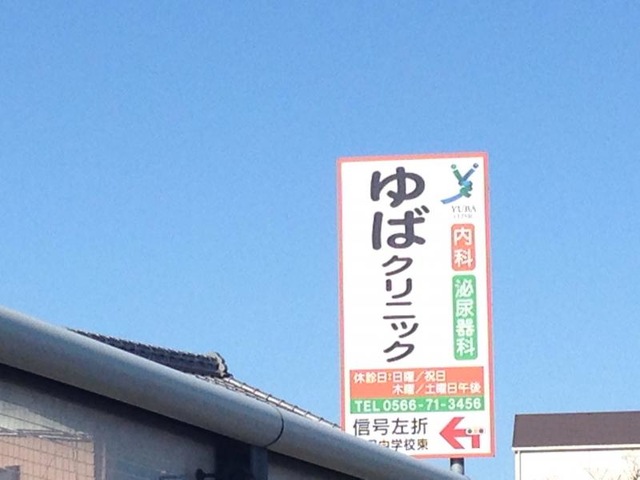 ゆばクリニック
YUBA
CLINIC
内科
泌尿器科
休診日:日曜/祝日
木曜/土曜日午後
TEL 0566-71-3456
信号左折
中学校東